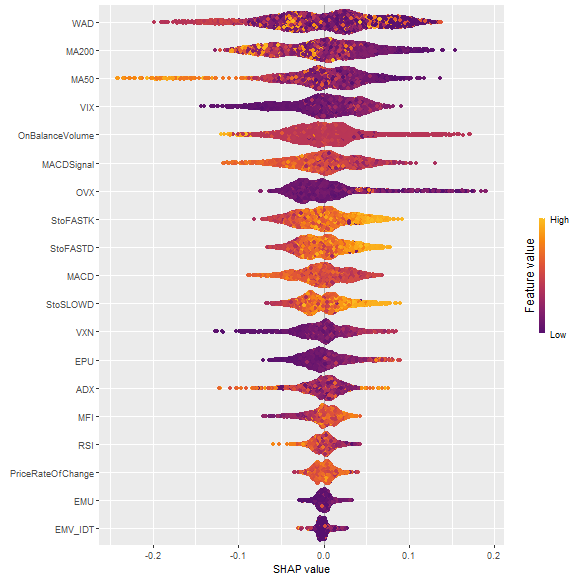 WAD
MA200
MA50
VIX
OnBalanceVolume
MACDSignal
OVX
StoFASTK
StoFASTD
MACD
StoSLOWD
VXN
EPU
ADX
MFI
RSI
PriceRateOfChange
EMU
EMV_IDT
-0.2 -0.1 0.0 0.1 0.2
SHAP value
Feature value
High
Low